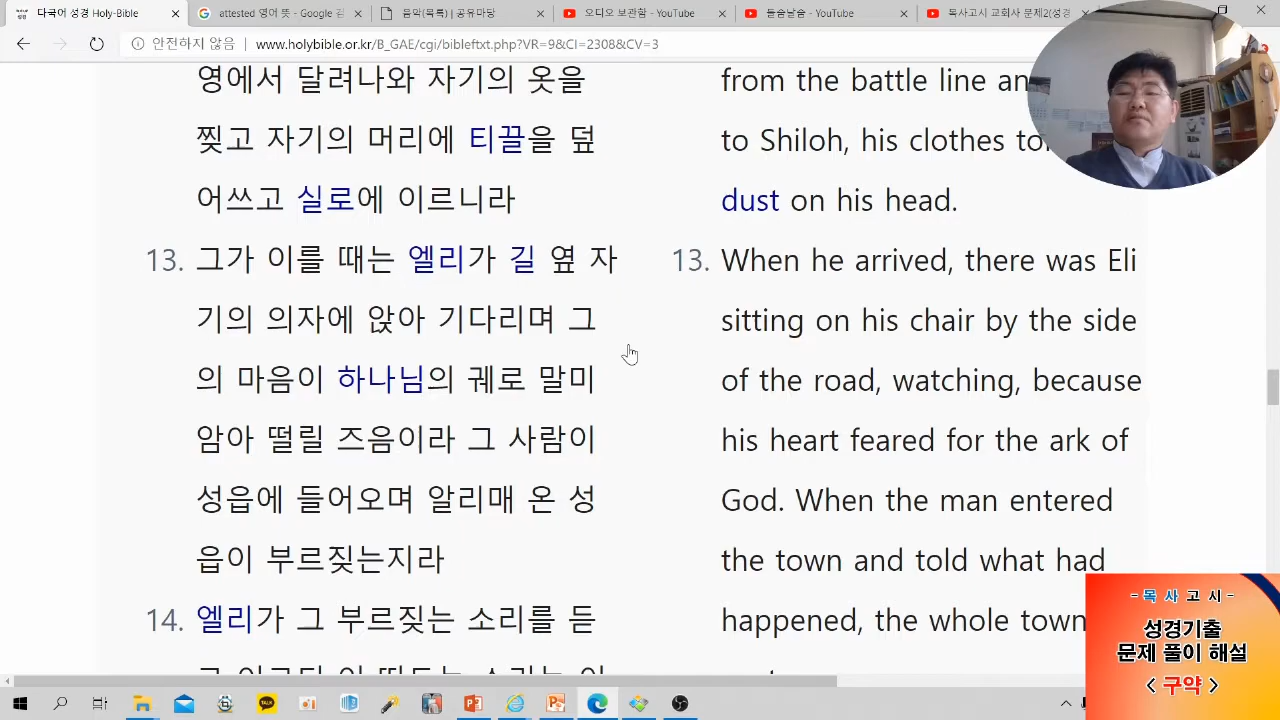 다국어 성경 Holy-Bible
attested 영어 뜻 - Google 검
음악(목록) | 공유마당
오디오 보관함 - YouTube
돌솥날솥 - YouTube
목사고시 교회사 문제2(성경
안전하지 않음 www.holybible.or.kr/B_GAE/cgi/bibleftxt.php?VR=9&CI=2308&CV=3
영에서 달려나와 자기의 옷을
찢고 자기의 머리에 티끌을 덮
어쓰고 실로에 이르니라
13. 그가 이를 때는 엘리가 길 옆 자
기의 의자에 앉아 기다리며 그
의 마음이 하나님의 궤로 말미
암아 떨릴 즈음이라 그 사람이
성읍에 들어오며 알리매 온 성
읍이 부르짖는지라
14. 엘리가 그 부르짖는 소리를 듣
from the battle line an
to Shiloh, his clothes to
dust on his head.
13. When he arrived, there was Eli
sitting on his chair by the side
of the road, watching, because
his heart feared for the ark of
God. When the man entered
the town and told what had
happened, the whole town
- 목 사 고 시 -
성경기출
문제 풀이 해설
< 구약 >